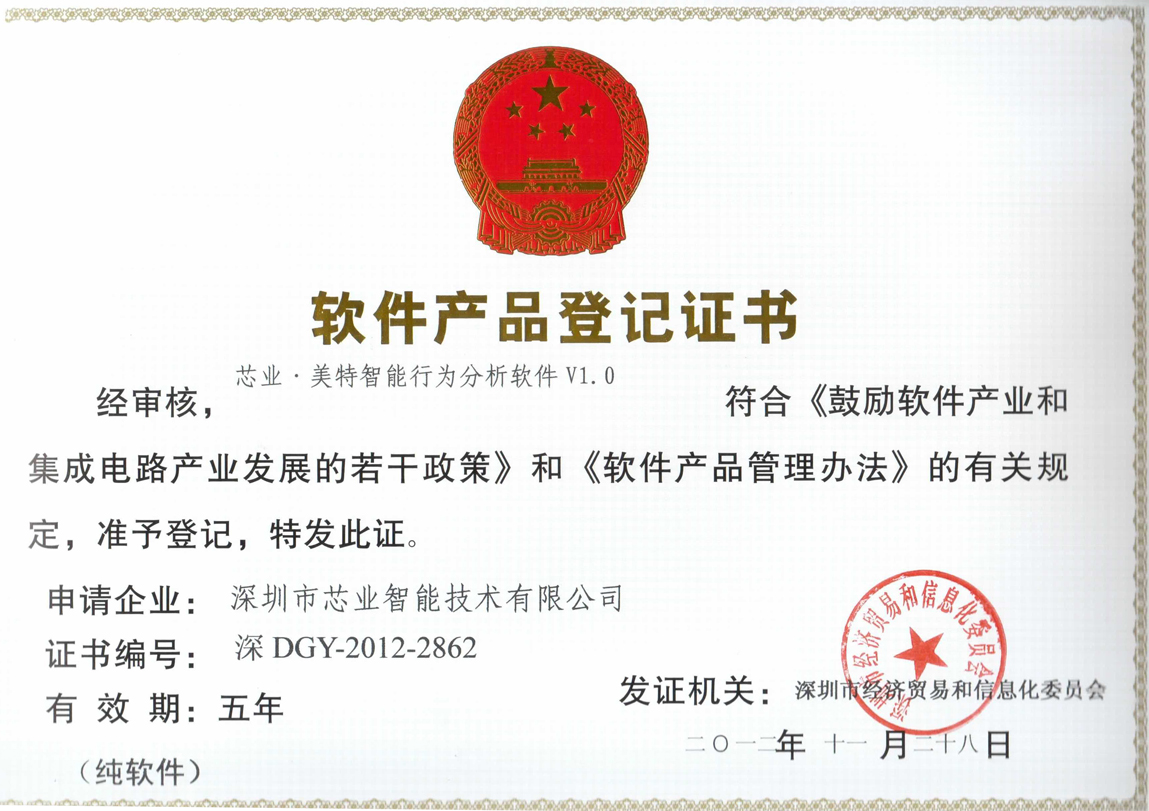 软件产品登记证书
芯业·美特智能行为分析软件 V1.0
经审核， 符合《鼓励软件产业和
集成电路产业发展的若干政策》和《软件产品管理办法》的有关规
定，准予登记，特发此证。
申请企业： 深圳市芯业智能技术有限公司
证书编号： 深 DGY-2012-2862
有效期：五年
（纯软件）
深圳市经济贸易和信息化委员会
发证机关：深圳市经济贸易和信息化委员会
二〇一二年 十一 月二十八日